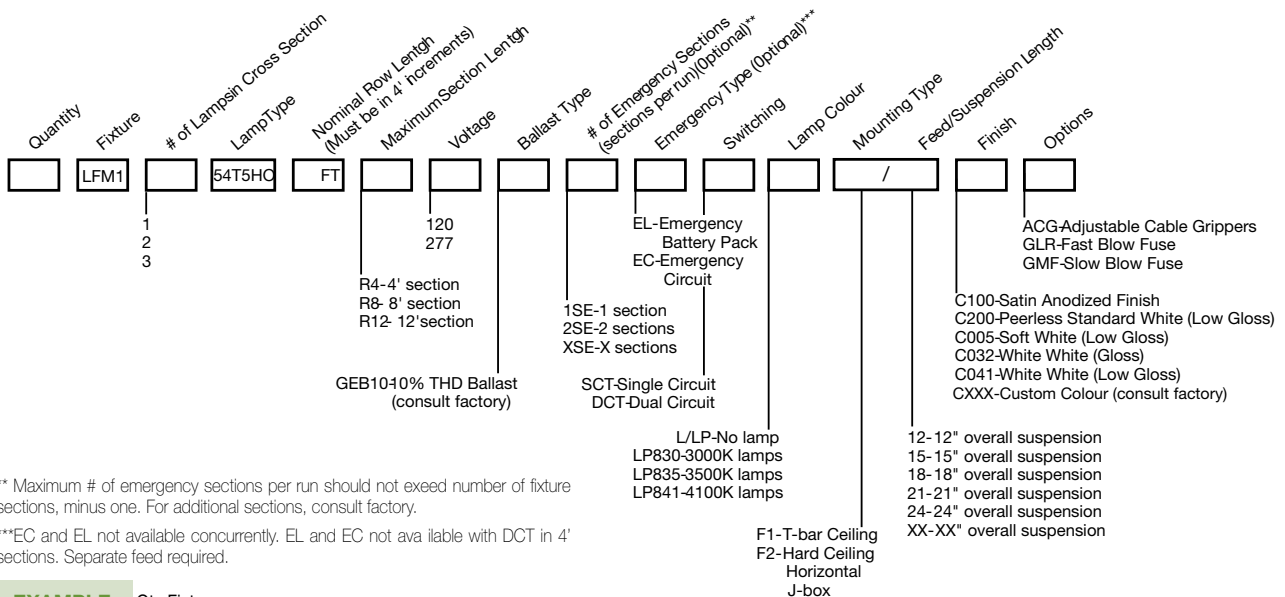 Quantity
Fixture
# of Lampsin Cross Section
LampType
Nominal Row Lentgh
(Must be in 4' ncrements)
MaximumSection Lentgh
Voltage
Ballast Type
# of Emergency Sections
(sections per run)(Optional)**
Emergency Type (Optional)***
Switching
Lamp Colour
Mounting Type
Feed/Suspension Length
Finish
Options
LFM1
54T5HO
FT
/
1
2
3
120
277
EL-Emergency
Battery Pack
EC-Emergency
Circuit
ACG-Adjustable Cable Grippers
GLR-Fast Blow Fuse
GMF-Slow Blow Fuse
R4-4' section
R8- 8' section
R12- 12'section
1SE-1 section
2SE-2 sections
XSE-X sections
C100-Satin Anodized Finish
C200-Peerless Standard White (Low Gloss)
C005-Soft White (Low Gloss)
C032-White White (Gloss)
C041-White White (Low Gloss)
CXXX-Custom Colour (consult factory)
GEB10-10% THD Ballast
(consult factory)
SCT-Single Circuit
DCT-Dual Circuit
L/LP-No lamp
LP830-3000K lamps
LP835-3500K lamps
LP841-4100K lamps
12-12" overall suspension
15-15" overall suspension
18-18" overall suspension
21-21" overall suspension
24-24" overall suspension
XX-XX" overall suspension
F1-T-bar Ceiling
F2-Hard Ceiling
Horizontal
J-box
** Maximum # of emergency sections per run should not exeed number of fixture
sections, minus one. For additional sections, consult factory.
***EC and EL not available concurrently. EL and EC not ava ilable with DCT in 4'
sections. Separate feed required.